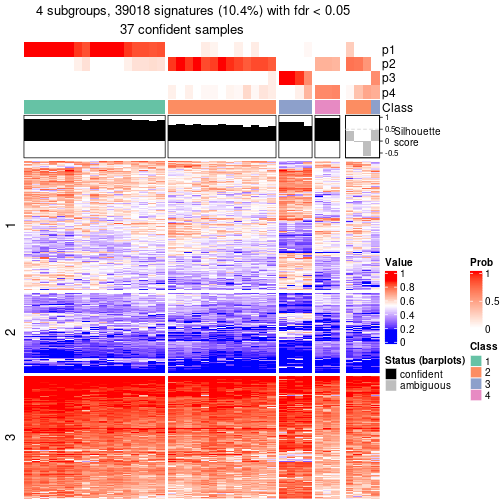 4 subgroups, 39018 signatures (10.4%) with fdr < 0.05
37 confident samples
p1
p2
p3
p4
Class
1
0.5
0
-0.5
Silhouette
score
1
2
3
Value
1
0.8
0.6
0.4
0.2
0
Status (barplots)
confident
ambiguous
Prob
1
0.5
0
Class
1
2
3
4